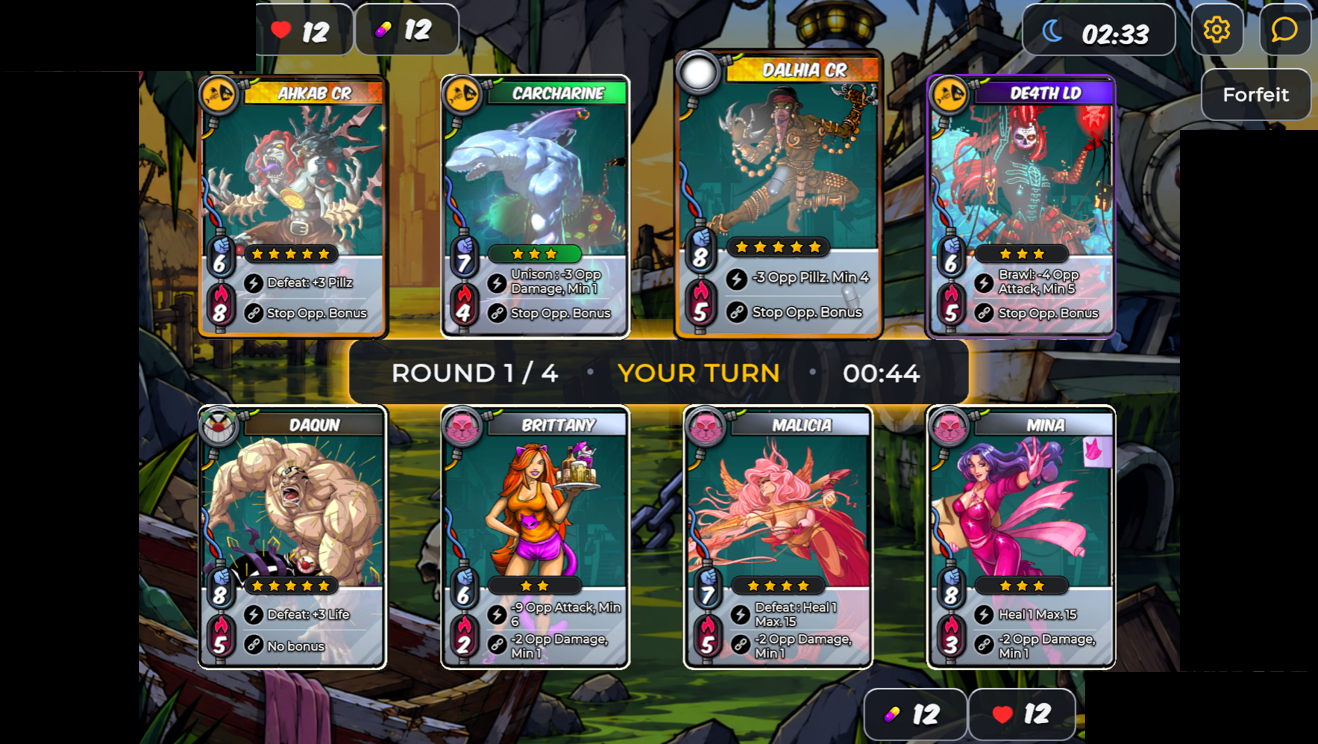 12
12
02:33
Forfeit
AHKAB CR
6
8
Defeat: +3 Pillz
Stop Opp. Bonus
CARCHARINE
7
4
Unison : -3 Opp
Damage, Min 1
Stop Opp. Bonus
DALHIA CR
8
5
-3 Opp Pillz. Min 4
Stop Opp. Bonus
DE4TH LD
6
5
Brawl: -4 Opp
Attack, Min 5
Stop Opp. Bonus
ROUND 1 / 4 • YOUR TURN • 00:44
DAQUN
8
5
Defeat: +3 Life
No bonus
BRITTANY
6
2
-9 Opp Attack, Min
6
-2 Opp Damage,
Min 1
MALICIA
7
5
Defeat : Heal 1
Max. 15
-2 Opp Damage,
Min 1
MINA
8
3
Heal 1 Max. 15
-2 Opp Damage,
Min 1
12
12